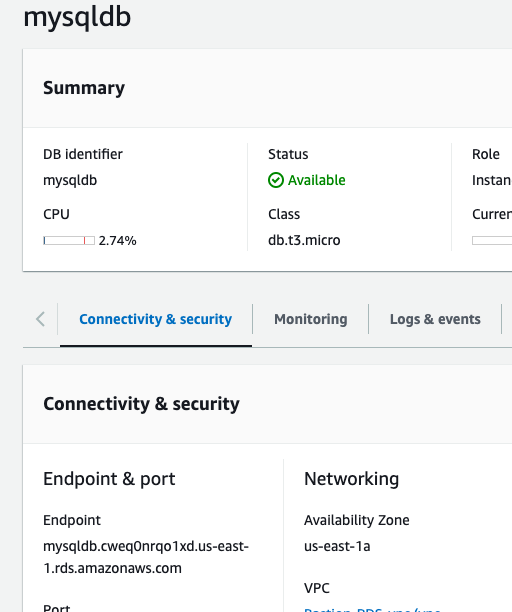 mysqldb
Summary
DB identifier
mysqldb
Status
Available
Role
Instan
CPU
2.74%
Class
db.t3.micro
Curren
Connectivity & security
Monitoring
Logs & events
Connectivity & security
Endpoint & port
Endpoint
mysqldb.cweq0nrqo1xd.us-east-
1.rds.amazonaws.com
Port
Networking
Availability Zone
us-east-1a
VPC